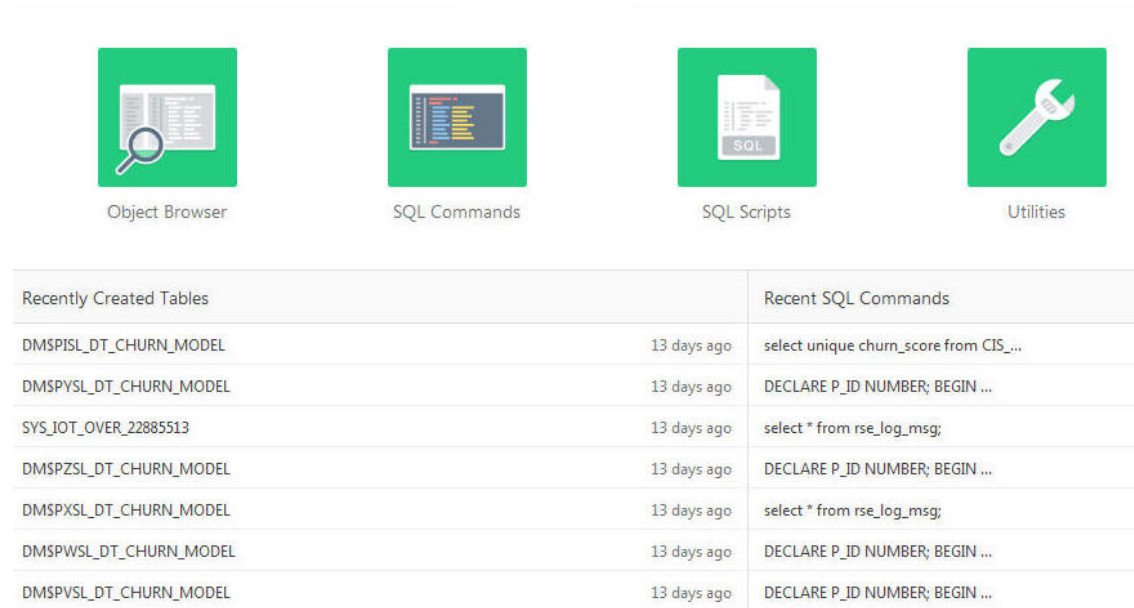 SQL
Object Browser
SQL Commands
SQL Scripts
Utilities
Recently Created Tables
Recent SQL Commands
DM$PISL_DT_CHURN_MODEL 13 days ago
select unique churn_score from CIS_...
DM$PYSL_DT_CHURN_MODEL 13 days ago
DECLARE P_ID NUMBER; BEGIN ...
SYS_IOT_OVER_22885513 13 days ago
select * from rse_log_msg;
DM$PZSL_DT_CHURN_MODEL 13 days ago
DECLARE P_ID NUMBER; BEGIN ...
DM$PXSL_DT_CHURN_MODEL 13 days ago
select * from rse_log_msg;
DM$PWSL_DT_CHURN_MODEL 13 days ago
DECLARE P_ID NUMBER; BEGIN ...
DM$PVSL_DT_CHURN_MODEL 13 days ago
DECLARE P_ID NUMBER; BEGIN ...